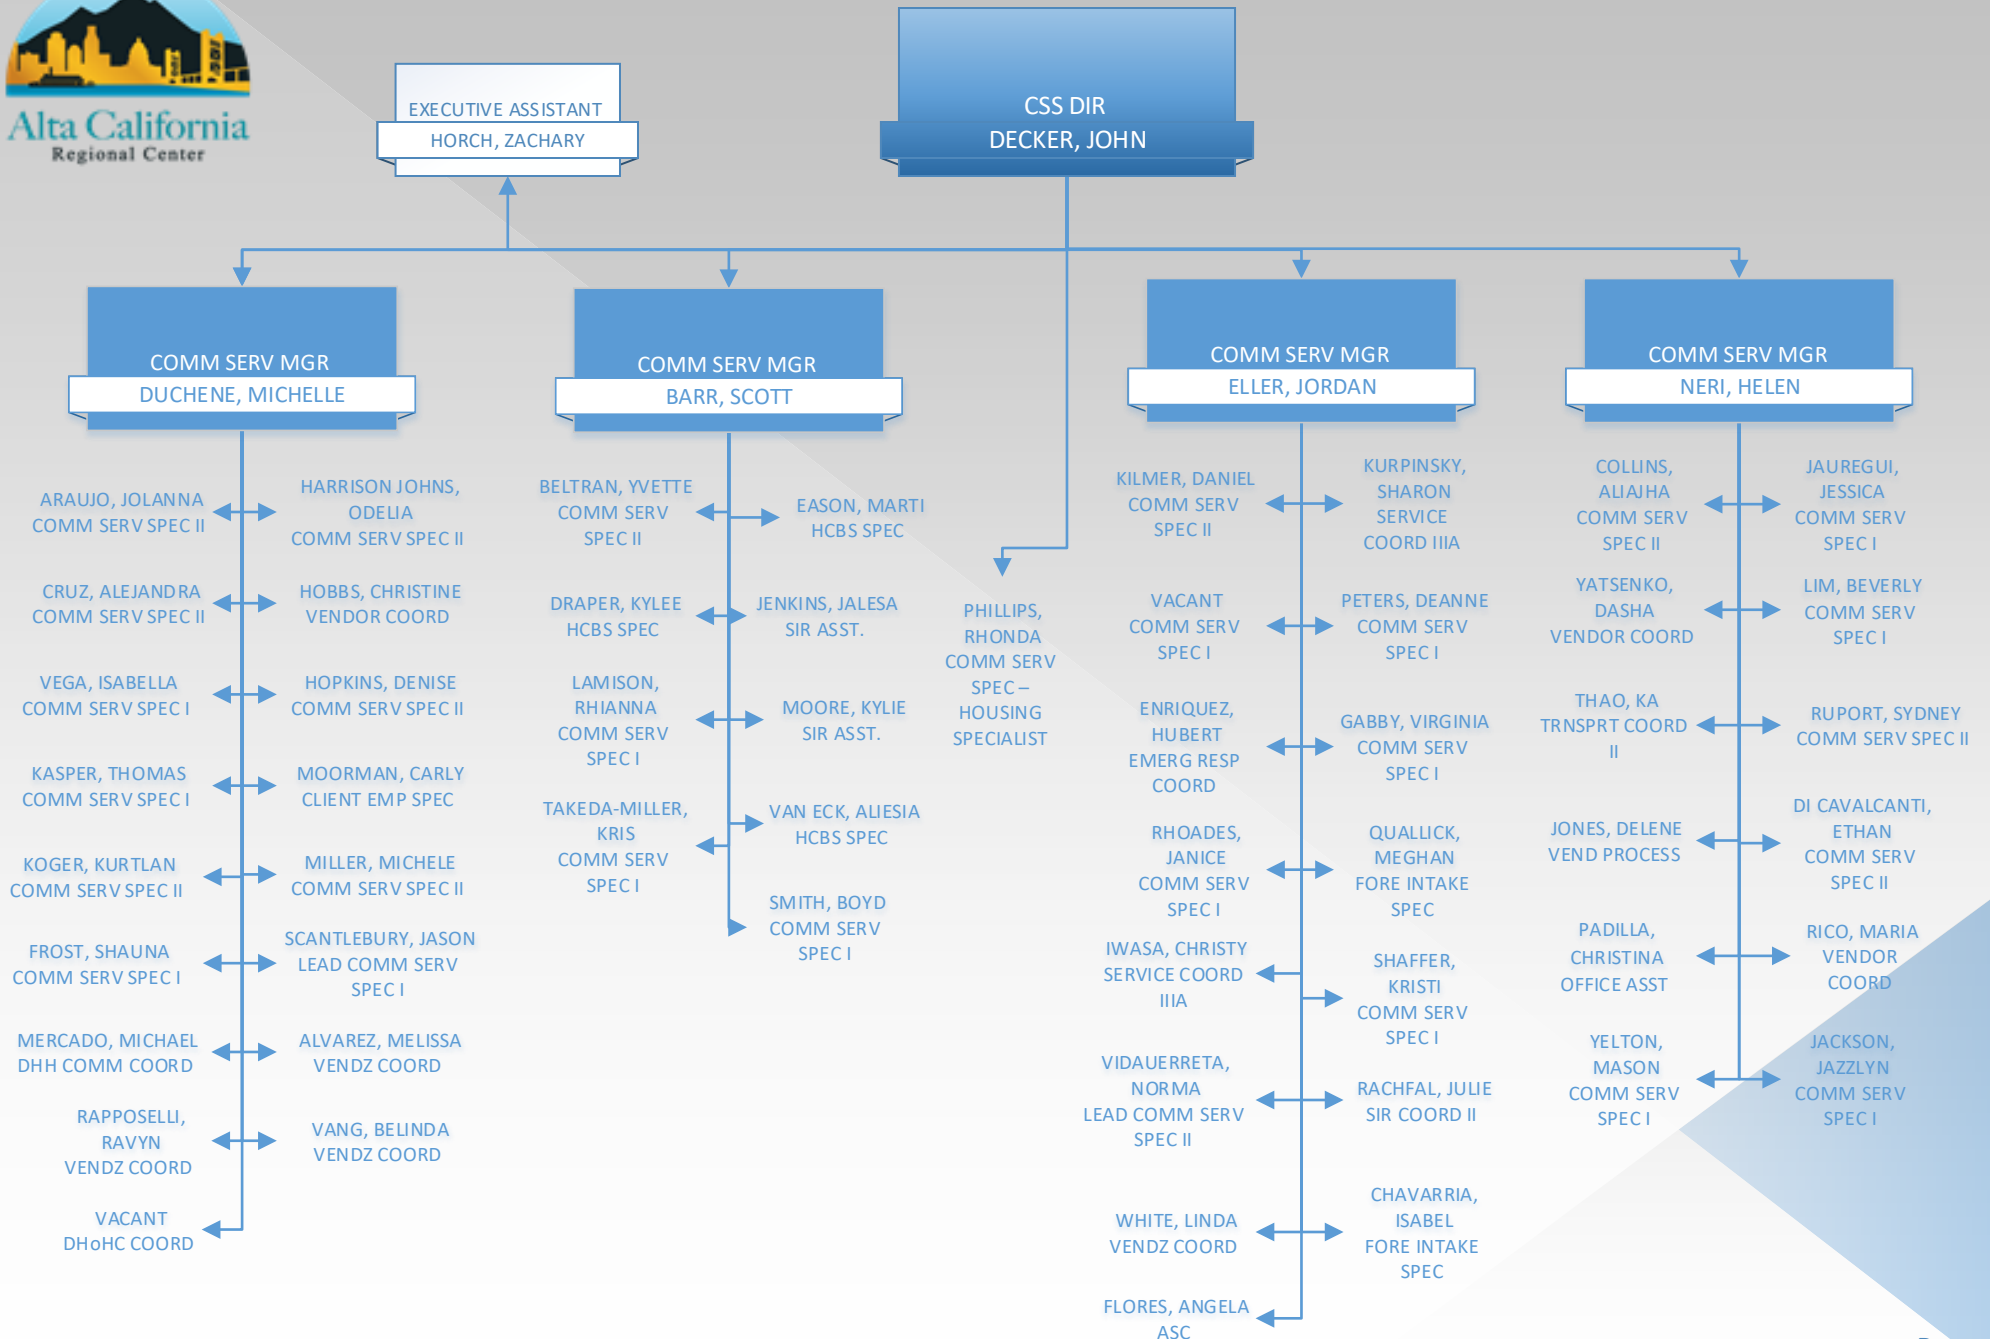 Alta California
Regional Center
EXECUTIVE ASSISTANT
HORCH, ZACHARY
CSS DIR
DECKER, JOHN
COMM SERV MGR
DUCHENE, MICHELLE
ARAUJO, JOLANNA
COMM SERV SPEC II
HARRISON JOHNS,
ODELIA
COMM SERV SPEC II
CRUZ, ALEJANDRA
COMM SERV SPEC II
HOBBS, CHRISTINE
VENDOR COORD
VEGA, ISABELLA
COMM SERV SPEC I
HOPKINS, DENISE
COMM SERV SPEC II
KASPER, THOMAS
COMM SERV SPEC I
MOORMAN, CARLY
CLIENT EMP SPEC
KOGER, KURTLAN
COMM SERV SPEC II
MILLER, MICHELE
COMM SERV SPEC II
FROST, SHAUNA
COMM SERV SPEC I
SCANTLEBURY, JASON
LEAD COMM SERV
SPEC I
MERCADO, MICHAEL
DHH COMM COORD
ALVAREZ, MELISSA
VENDZ COORD
RAPPOSELLI,
RAVYN
VENDZ COORD
VANG, BELINDA
VENDZ COORD
VACANT
DHoHC COORD
COMM SERV MGR
BARR, SCOTT
BELTRAN, YVETTE
COMM SERV
SPEC II
EASON, MARTI
HCBS SPEC
DRAPER, KYLEE
HCBS SPEC
JENKINS, JALESA
SIR ASST.
LAMISON,
RHIANNA
COMM SERV
SPEC I
MOORE, KYLIE
SIR ASST.
TAKEDA-MILLER,
KRIS
COMM SERV
SPEC I
VAN ECK, ALIESIA
HCBS SPEC
SMITH, BOYD
COMM SERV
SPEC I
PHILLIPS,
RHONDA
COMM SERV
SPEC –
HOUSING
SPECIALIST
COMM SERV MGR
ELLER, JORDAN
KILMER, DANIEL
COMM SERV
SPEC II
KURPINSKY,
SHARON
SERVICE
COORD IIIA
VACANT
COMM SERV
SPEC I
PETERS, DEANNE
COMM SERV
SPEC I
ENRIQUEZ,
HUBERT
EMERG RESP
COORD
GABBY, VIRGINIA
COMM SERV
SPEC I
RHOADES,
JANICE
COMM SERV
SPEC I
QUALLICK,
MEGHAN
FORE INTAKE
SPEC
IWASA, CHRISTY
SERVICE COORD
IIIA
SHAFFER,
KRISTI
COMM SERV
SPEC I
VIDAUERRETA,
NORMA
LEAD COMM SERV
SPEC II
RACHFAL, JULIE
SIR COORD II
WHITE, LINDA
VENDZ COORD
CHAVARRIA,
ISABEL
FORE INTAKE
SPEC
FLORES, ANGELA
ASC
COMM SERV MGR
NERI, HELEN
COLLINS,
ALIAJHA
COMM SERV
SPEC II
JAUREGUI,
JESSICA
COMM SERV
SPEC I
YATSENKO,
DASHA
VENDOR COORD
LIM, BEVERLY
COMM SERV
SPEC I
THAO, KA
TRNSPRT COORD
II
RUPORT, SYDNEY
COMM SERV SPEC II
JONES, DELENE
VEND PROCESS
DI CAVALCANTI,
ETHAN
COMM SERV
SPEC II
PADILLA,
CHRISTINA
OFFICE ASST
RICO, MARIA
VENDOR
COORD
YELTON,
MASON
COMM SERV
SPEC I
JACKSON,
JAZZLYN
COMM SERV
SPEC I